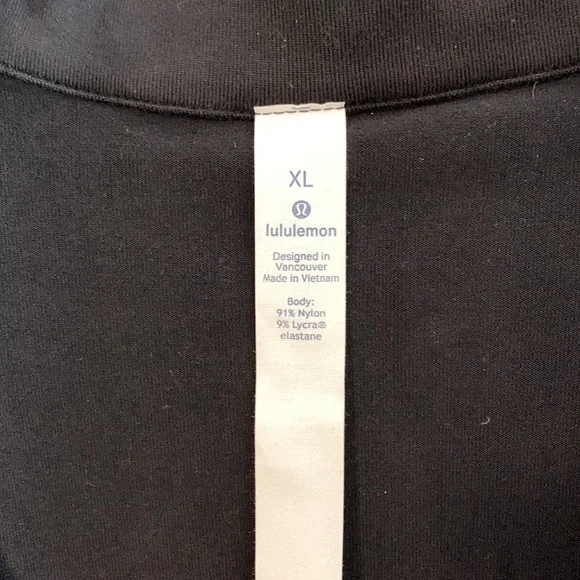 XL
lululemon
Designed in
Vancouver
Made in Vietnam
Body:
91% Nylon
9% Lycra®
elastane